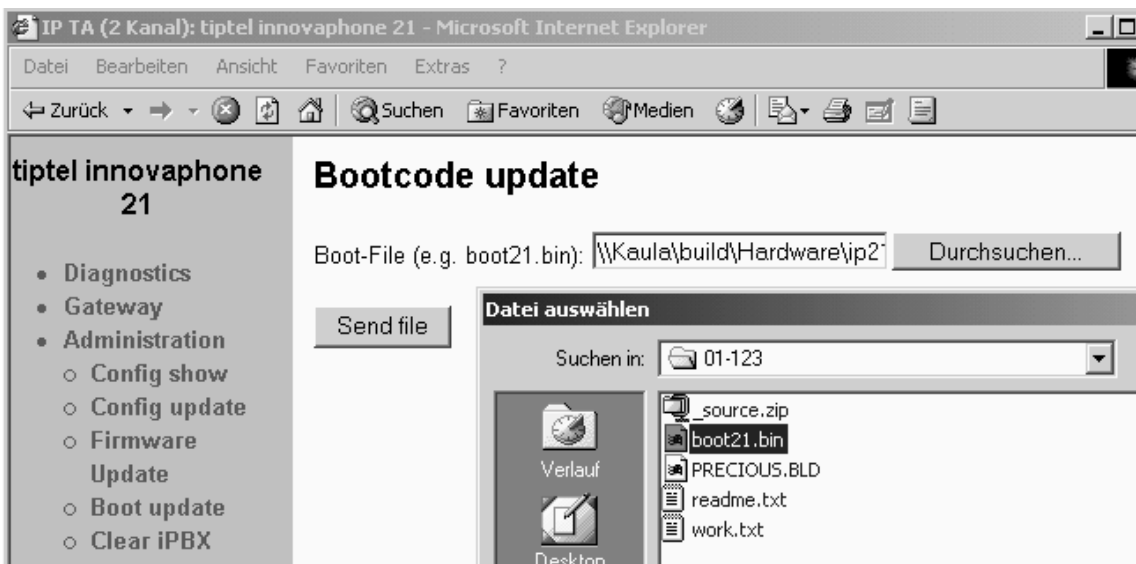 IP TA (2 Kanal): tiptel innovaphone 21 - Microsoft Internet Explorer
Datei Bearbeiten Ansicht Favoriten Extras ?
Zurück Suchen Favoriten Medien
tiptel innovaphone
21
Diagnostics
Gateway
Administration
Config show
Config update
Firmware
Update
Boot update
Clear iPBX
Bootcode update
Boot-File (e.g. boot21.bin): \\Kaula\build\Hardware\ip21 Durchsuchen...
Send file
Datei auswählen
Suchen in: 01-123
Verlauf
Desktop
_source.zip
boot21.bin
PRECIOUS.BLD
readme.txt
work.txt